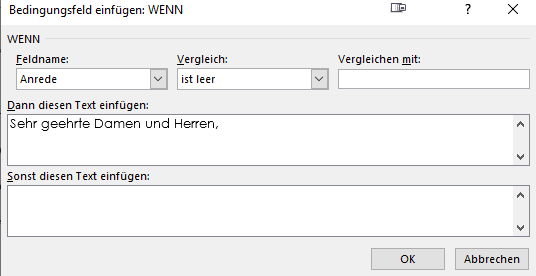 Bedingungsfeld einfügen: WENN ?
WENN
Feldname: Vergleich: Vergleichen mit:
Anrede ist leer
Dann diesen Text einfügen:
Sehr geehrte Damen und Herren,
Sonst diesen Text einfügen:
OK Abbrechen